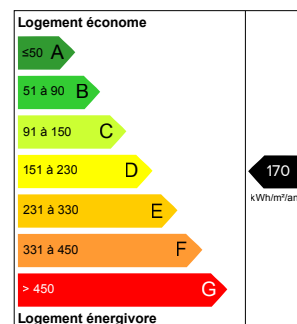 Logement économe
≤50 A
51 à 90 B
91 à 150 C
151 à 230 D
170
kWh/m²/an
231 à 330 E
331 à 450 F
> 450 G
Logement énergivore